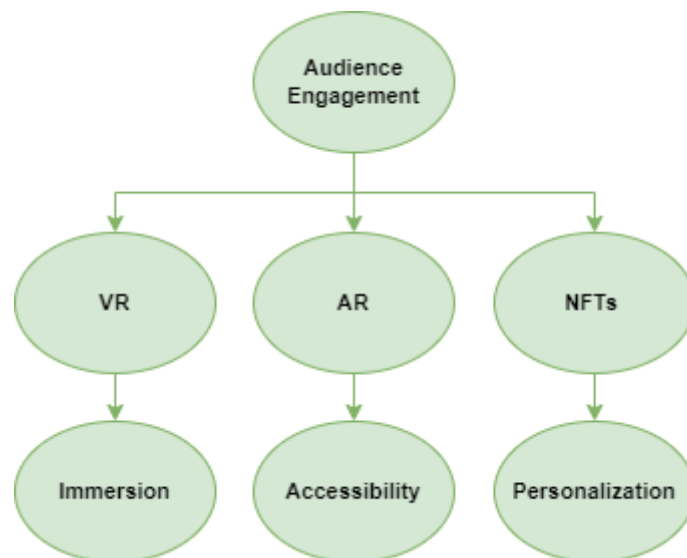 Audience
Engagement
VR
AR
NFTs
Immersion
Accessibility
Personalization